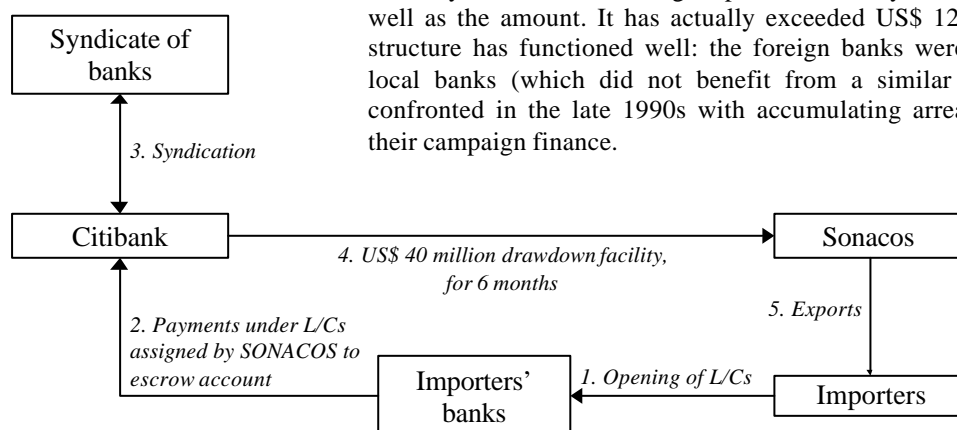 well as the amount. It has actually exceeded US$ 12
structure has functioned well: the foreign banks were
local banks (which did not benefit from a similar
confronted in the late 1990s with accumulating arrea
their campaign finance.
Syndicate of
banks
3. Syndication
Citibank
4. US$ 40 million drawdown facility,
for 6 months
Sonacos
5. Exports
2. Payments under L/Cs
assigned by SONACOS to
escrow account
Importers'
banks
1. Opening of L/Cs
Importers